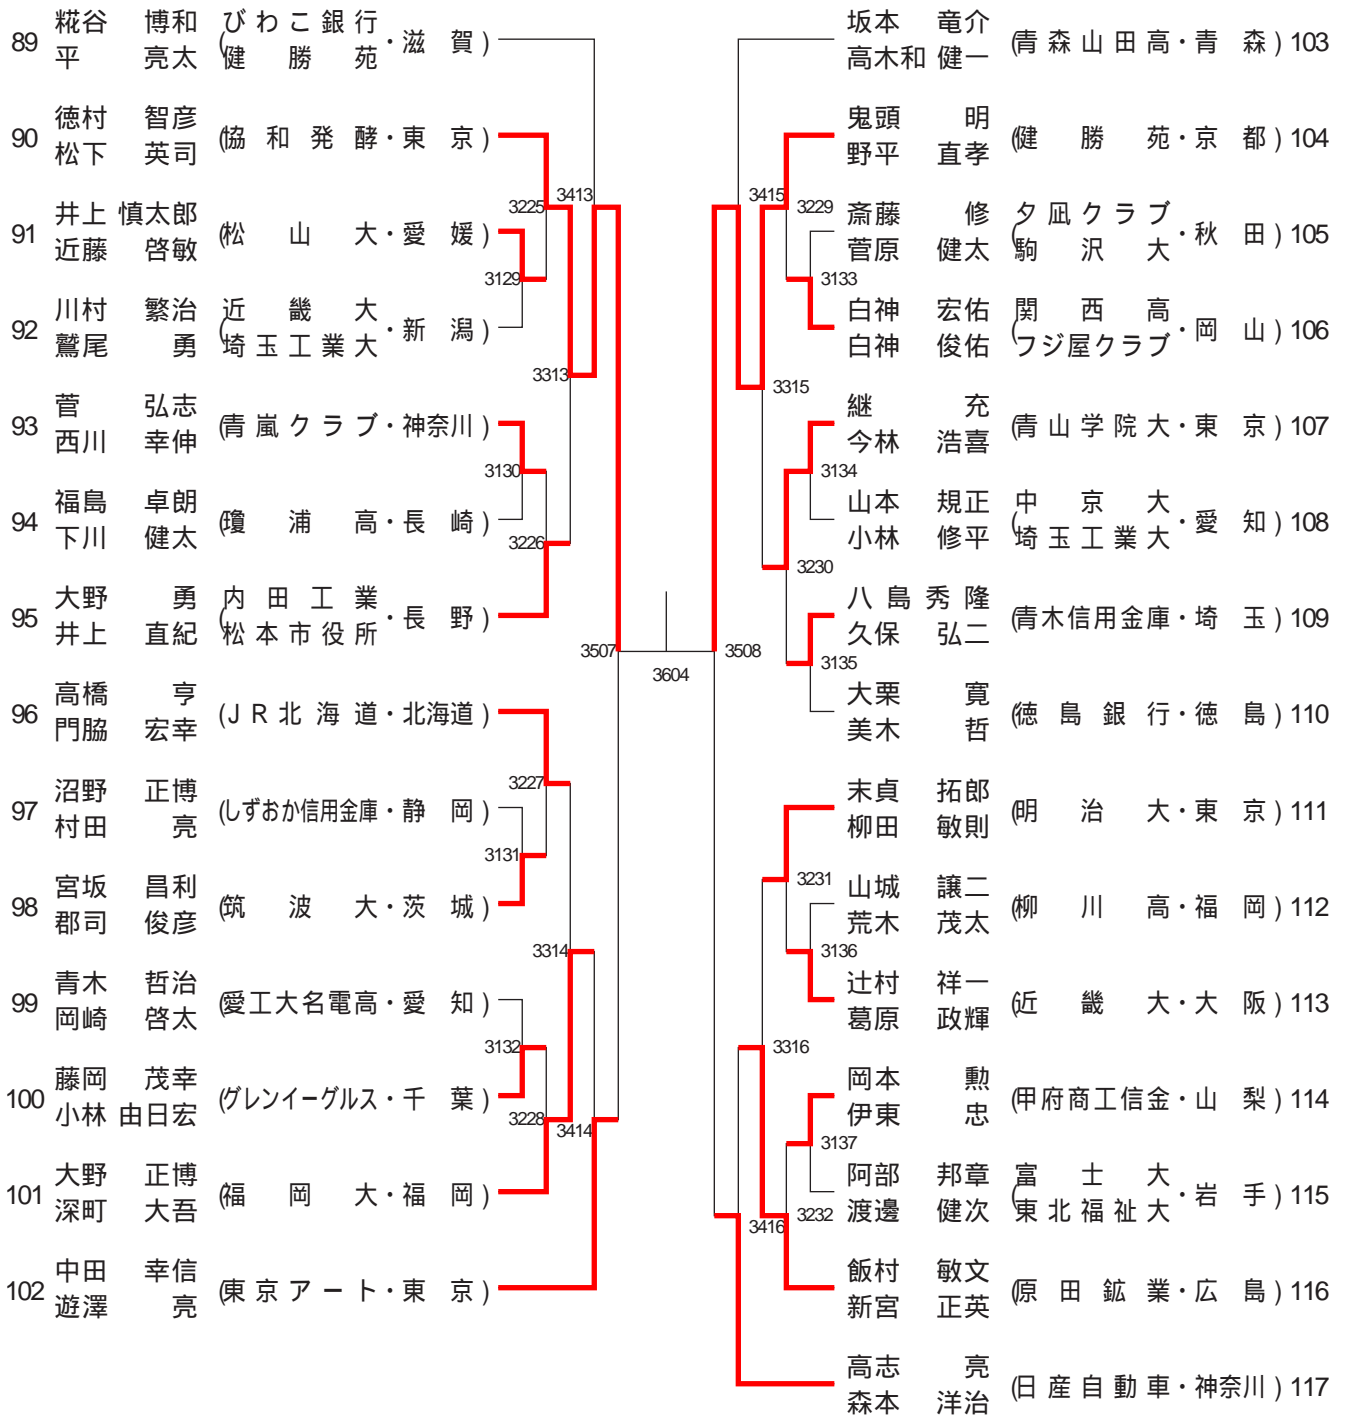 89 糀谷 博和 びわこ銀行
平 亮太 (健勝苑・滋賀)
90 徳村 智彦
松下 英司 (協和発酵・東京)
91 井上 慎太郎
近藤 啓敏 (松山大・愛媛)
92 川村 繁治 近畿大
鷲尾 勇 (埼玉工業大・新潟)
93 菅 弘志
西川 幸伸 (青嵐クラブ・神奈川)
94 福島 卓朗
下川 健太 (瓊浦高・長崎)
95 大野 勇 内田工業
井上 直紀 (松本市役所・長野)
96 高橋 亨
門脇 宏幸 (JR北海道・北海道)
97 沼野 正博
村田 亮 (しずおか信用金庫・静岡)
98 宮坂 昌利
郡司 俊彦 (筑波大・茨城)
99 青木 哲治
岡崎 啓太 (愛工大名電高・愛知)
100 藤岡 茂幸
小林 由日宏 (グレンイーグルス・千葉)
101 大野 正博
深町 大吾 (福岡大・福岡)
102 中田 幸信
遊澤 亮 (東京アート・東京)
3225
3413
3129
3313
3130
3226
3507
3227
3131
3314
3132
3228
3414
3604
3415
3229
3133
3315
3134
3230
3508
3135
3231
3136
3316
3137
3416
3232
坂本 竜介
高木和 健一 (青森山田高・青森) 103
鬼頭 明
野平 直孝 (健勝苑・京都) 104
斎藤 修 夕凪クラブ
菅原 健太 (駒沢大・秋田) 105
白神 宏佑 関西高
白神 俊佑 (フジ屋クラブ・岡山) 106
継 充
今林 浩喜 (青山学院大・東京) 107
山本 規正 中京大
小林 修平 (埼玉工業大・愛知) 108
八島 秀隆
久保 弘二 (青木信用金庫・埼玉) 109
大栗 寛
美木 哲 (徳島銀行・徳島) 110
末貞 拓郎
柳田 敏則 (明治大・東京) 111
山城 譲二
荒木 茂太 (柳川高・福岡) 112
辻村 祥一
葛原 政輝 (近畿大・大阪) 113
岡本 勲
伊東 忠 (甲府商工信金・山梨) 114
阿部 邦章 富士大
渡邊 健次 (東北福祉大・岩手) 115
飯村 敏文
新宮 正英 (原田鉱業・広島) 116
高志 亮
森本 洋治 (日産自動車・神奈川) 117